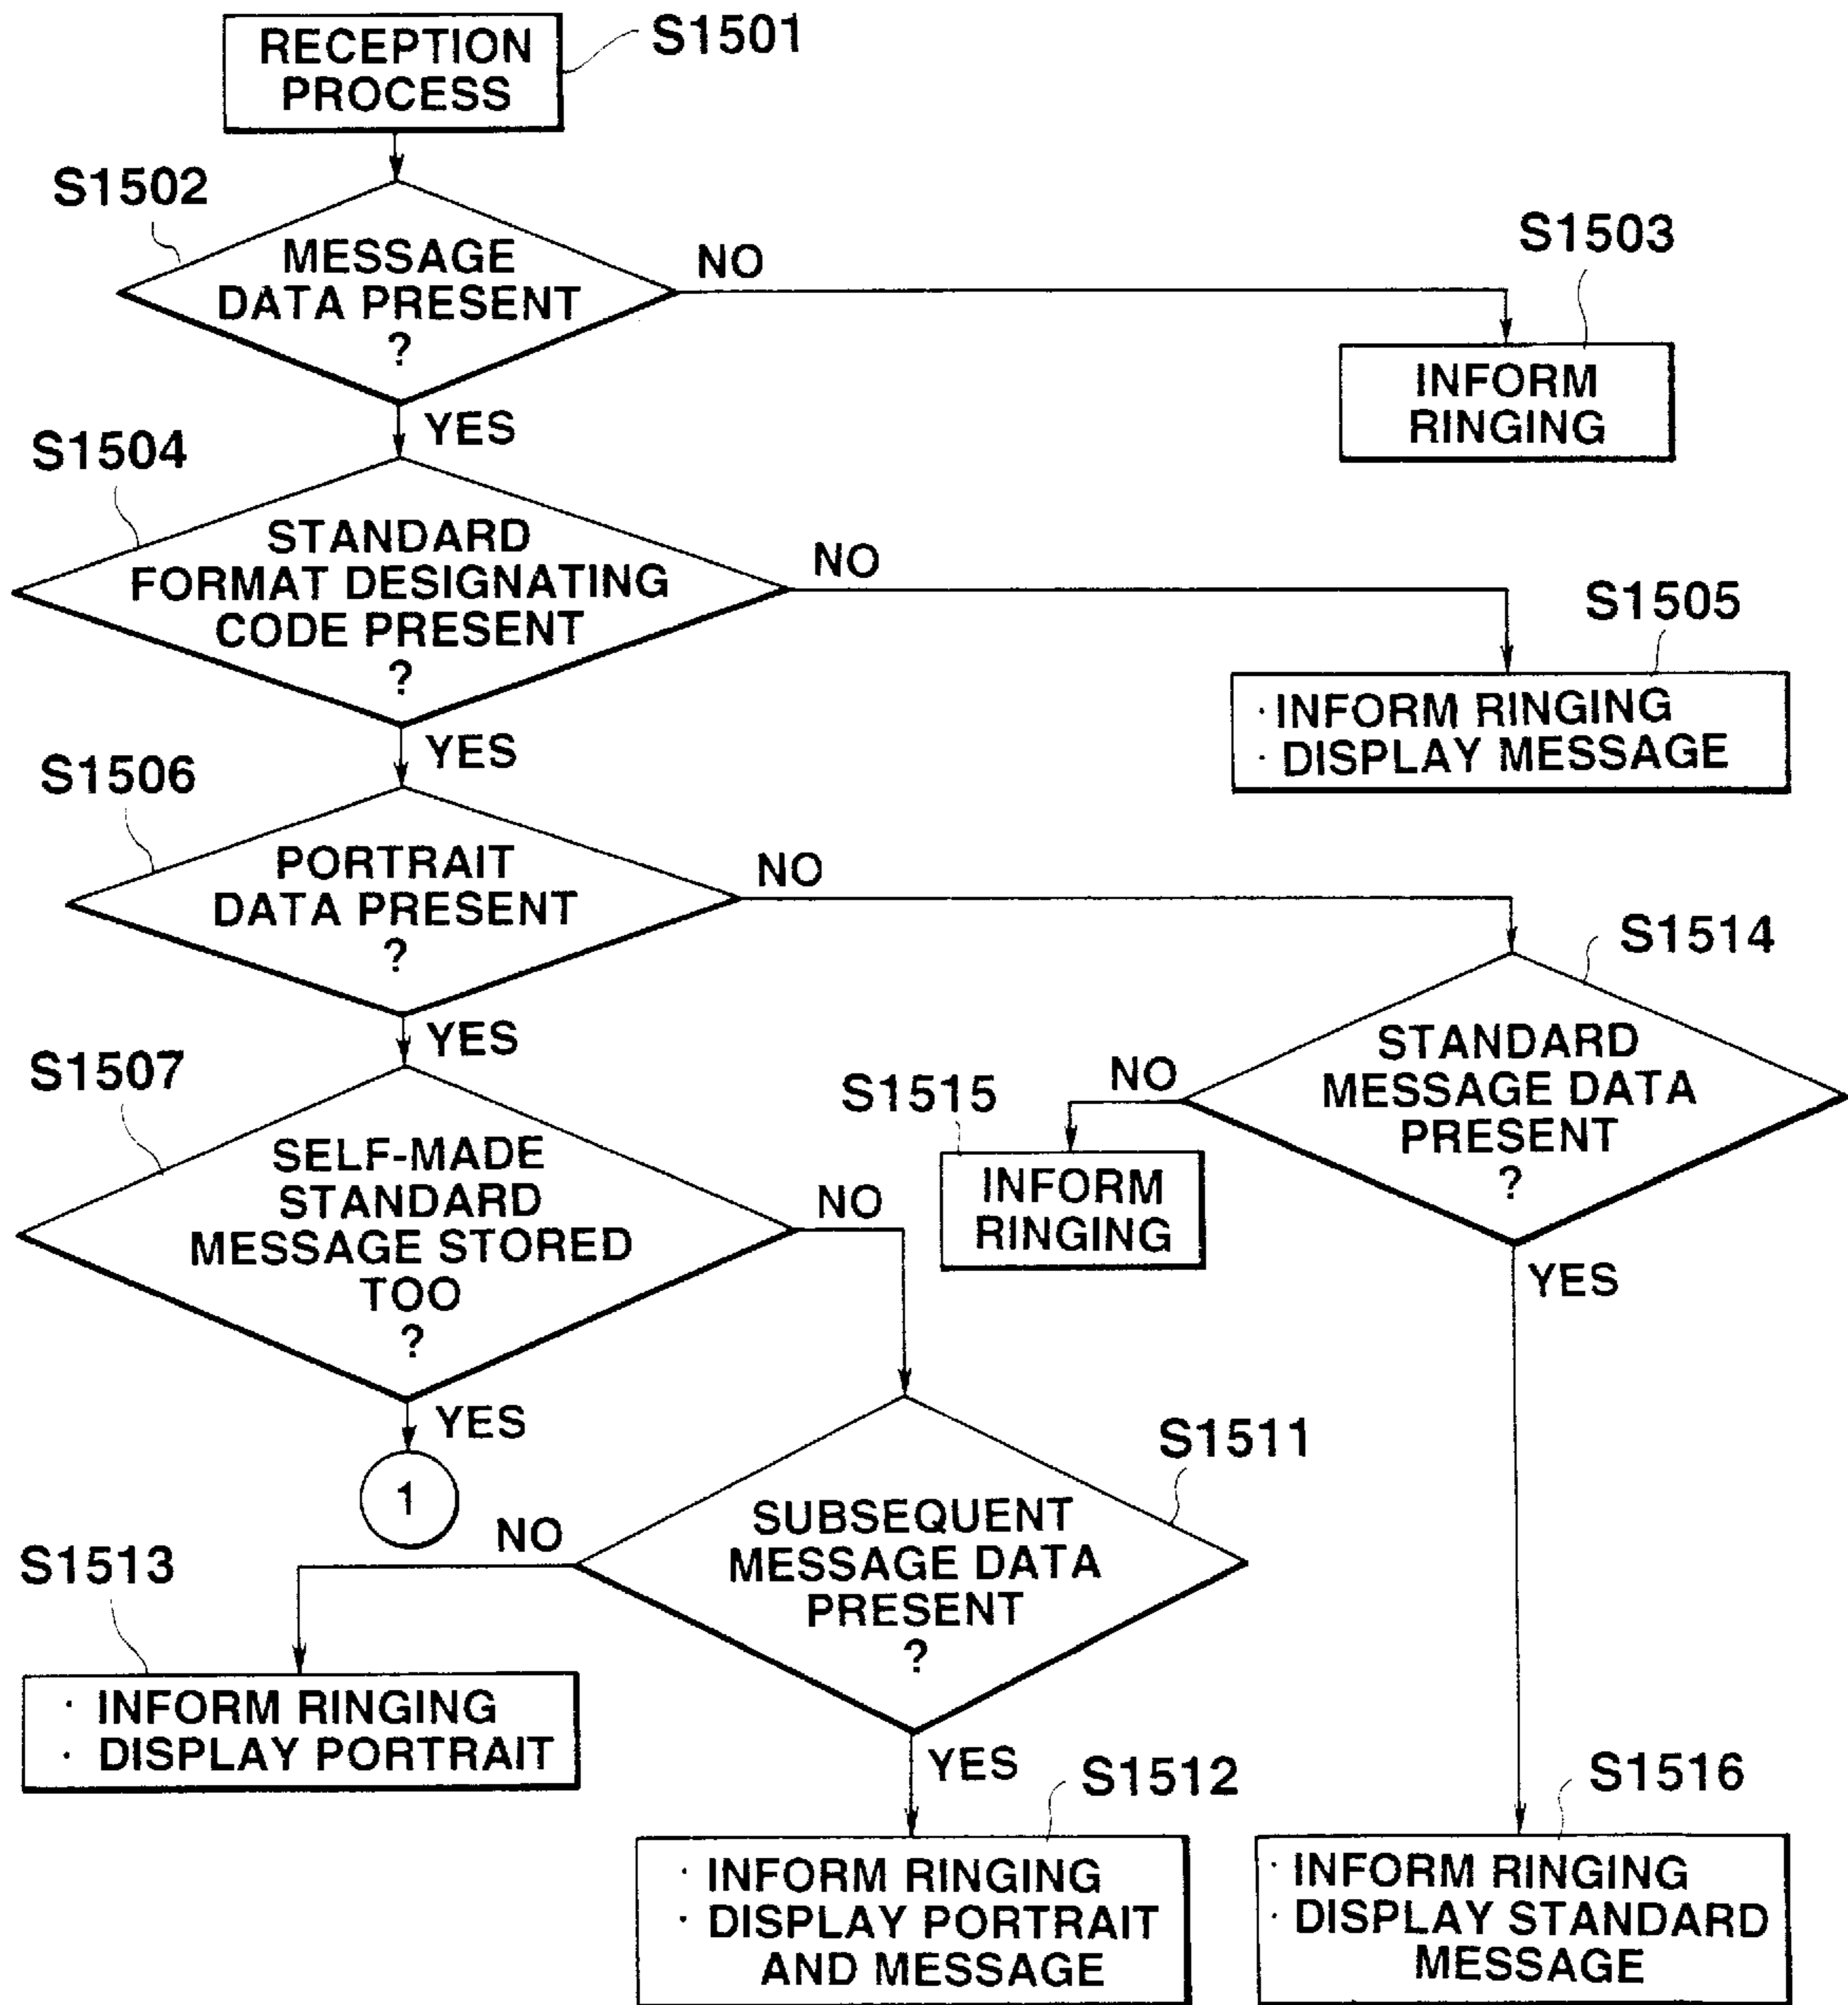 RECEPTION
PROCESS
S1501
S1502
MESSAGE
DATA PRESENT
?
NO
S1503
INFORM
RINGING
YES
S1504
STANDARD
FORMAT DESIGNATING
CODE PRESENT
?
NO
S1505
· INFORM RINGING
· DISPLAY MESSAGE
YES
S1506
PORTRAIT
DATA PRESENT
?
NO
S1514
STANDARD
MESSAGE DATA
PRESENT
?
NO
S1515
INFORM
RINGING
YES
YES
S1507
SELF-MADE
STANDARD
MESSAGE STORED
TOO
?
NO
YES
1
S1511
SUBSEQUENT
MESSAGE DATA
PRESENT
?
NO
S1513
· INFORM RINGING
· DISPLAY PORTRAIT
YES
S1512
· INFORM RINGING
· DISPLAY PORTRAIT
AND MESSAGE
S1516
· INFORM RINGING
· DISPLAY STANDARD
MESSAGE